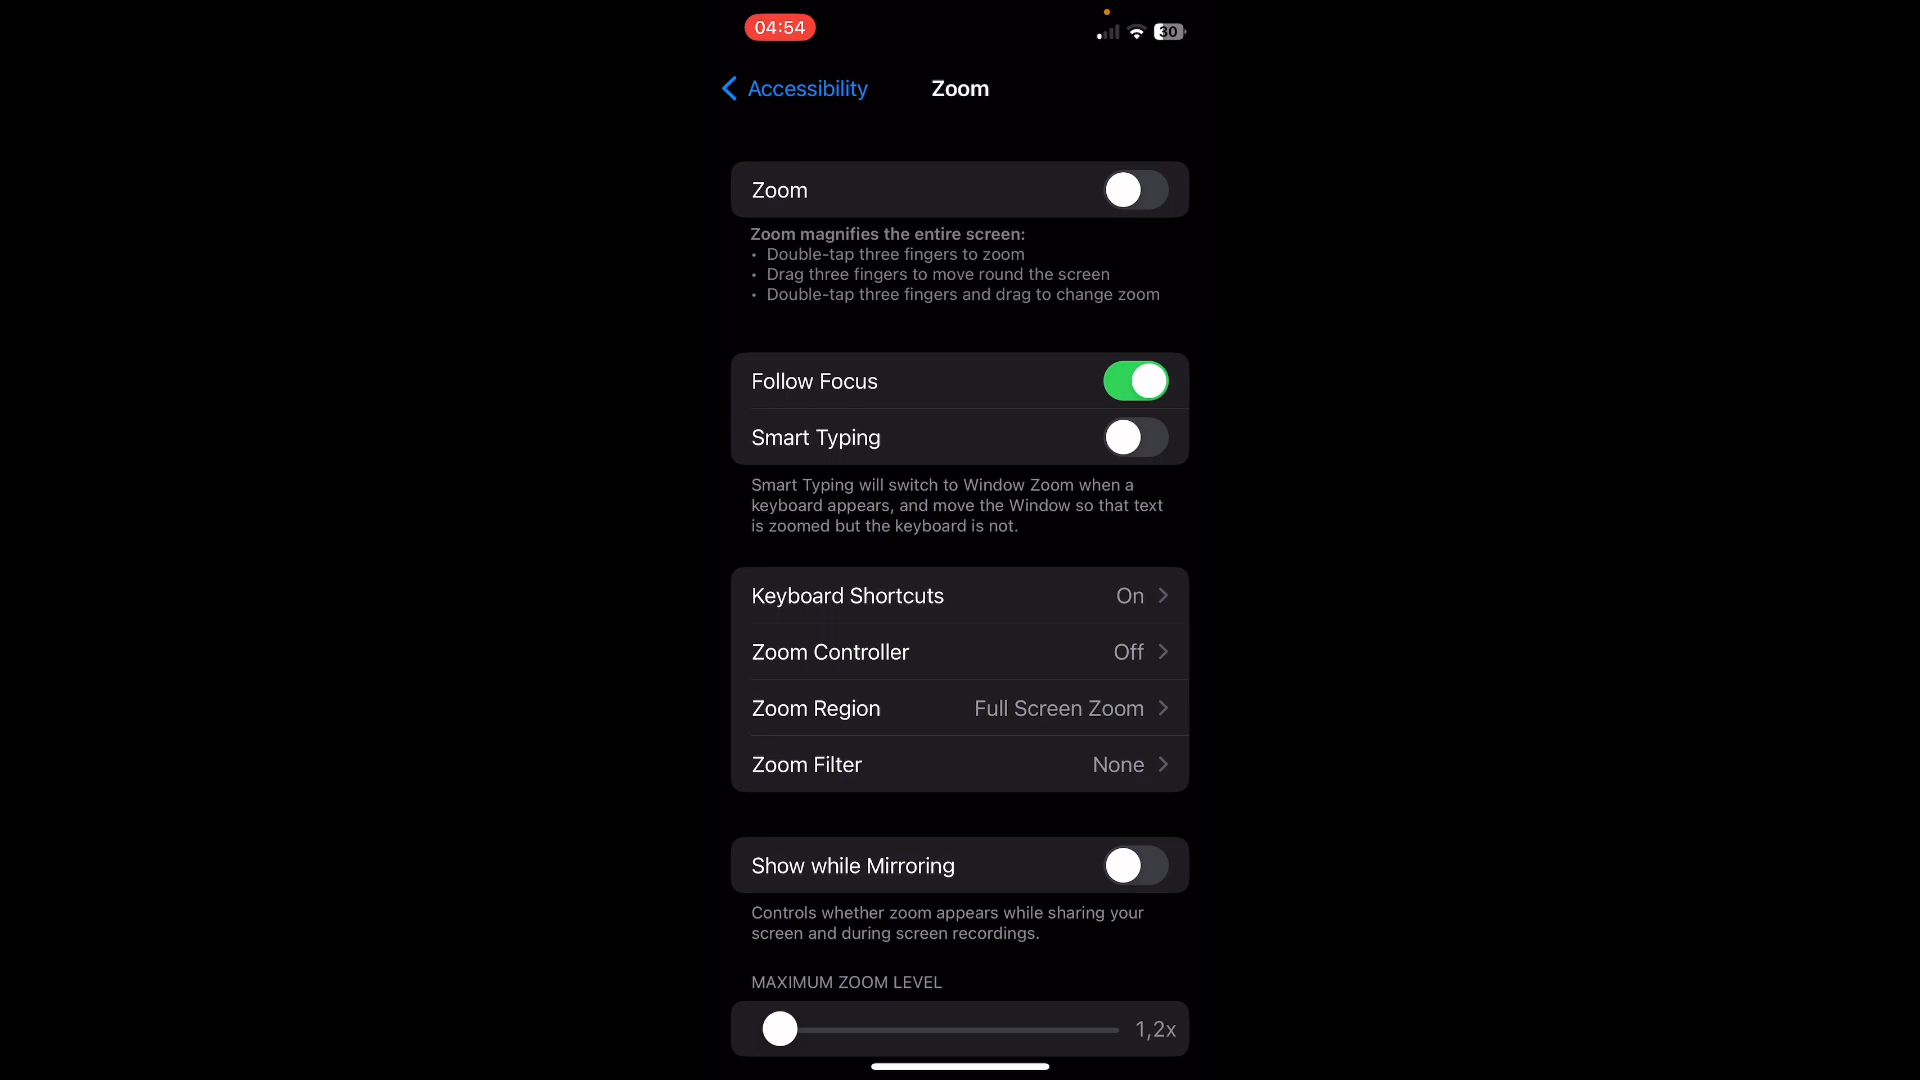 04:54
30
Accessibility
Zoom
Zoom
Zoom magnifies the entire screen:
• Double-tap three fingers to zoom
• Drag three fingers to move round the screen
• Double-tap three fingers and drag to change zoom
Follow Focus
Smart Typing
Smart Typing will switch to Window Zoom when a
keyboard appears, and move the Window so that text
is zoomed but the keyboard is not.
Keyboard Shortcuts On
Zoom Controller Off
Zoom Region Full Screen Zoom
Zoom Filter None
Show while Mirroring
Controls whether zoom appears while sharing your
screen and during screen recordings.
MAXIMUM ZOOM LEVEL
1,2x